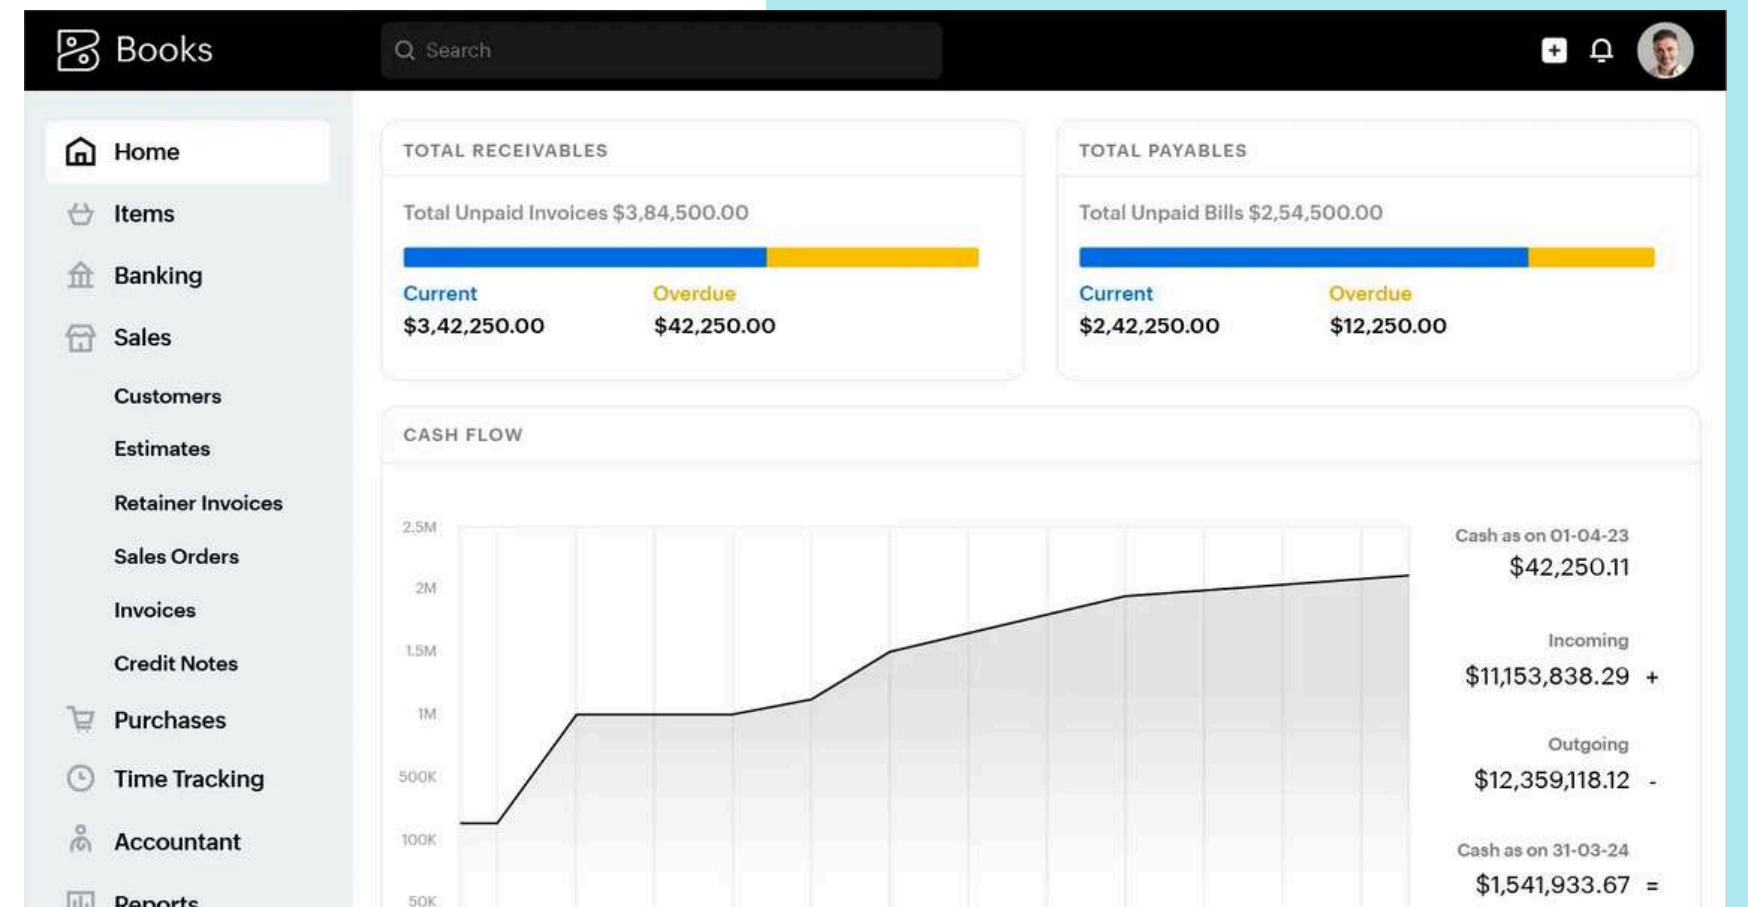 Books
Search
Home
Items
Banking
Sales
Customers
Estimates
Retainer Invoices
Sales Orders
Invoices
Credit Notes
Purchases
Time Tracking
Accountant
Reports
TOTAL RECEIVABLES
Total Unpaid Invoices $3,84,500.00
Current Overdue
$3,42,250.00 $42,250.00
TOTAL PAYABLES
Total Unpaid Bills $2,54,500.00
Current Overdue
$2,42,250.00 $12,250.00
CASH FLOW
2.5M
2M
1.5M
1M
500K
100K
50K
Cash as on 01-04-23
$42,250.11
Incoming
$11,153,838.29 +
Outgoing
$12,359,118.12 -
Cash as on 31-03-24
$1,541,933.67 =